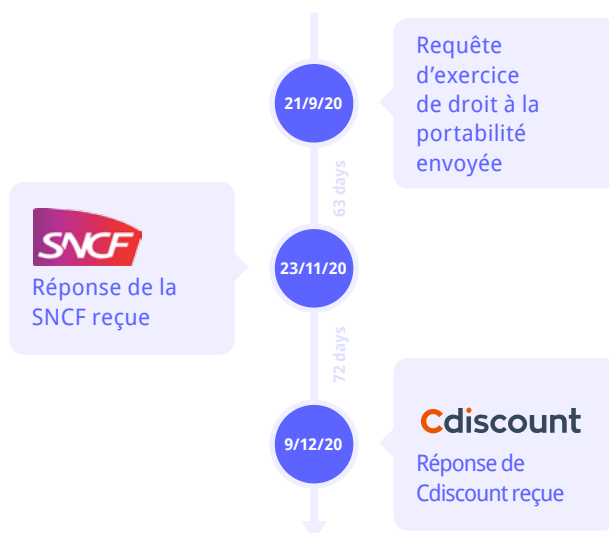 21/9/20
Requête
d’exercice
de droit à la
portabilité
envoyée
63 days
SNCF
Réponse de la
SNCF reçue
23/11/20
72 days
9/12/20
Cdiscount
Réponse de
Cdiscount reçue